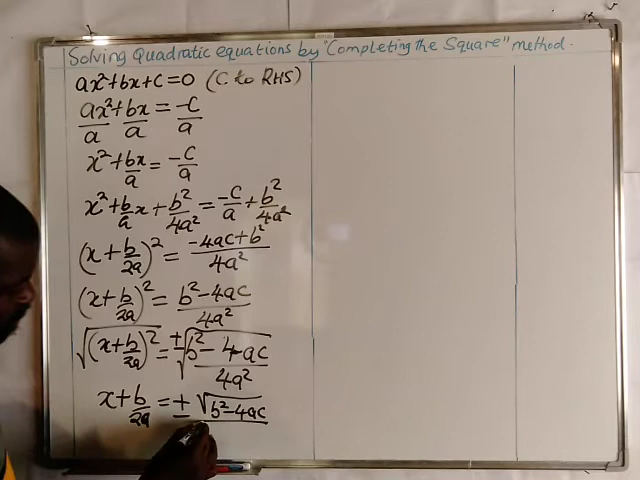 Solving Quadratic equations by "Completing the Square" method.
ax²+bx+c=0 (C to RHS)
ax²/a + bx/a = -c/a
x²+bx/a = -c/a
x²+b/a x+b²/4a² = -c/a+b²/4a²
(x+b/2a)² = -4ac+b²/4a²
(x+b/2a)² = b²-4ac/4a²
√(x+b/2a)² = ±√b²-4ac/4a²
x+b/2a = ± √b²-4ac